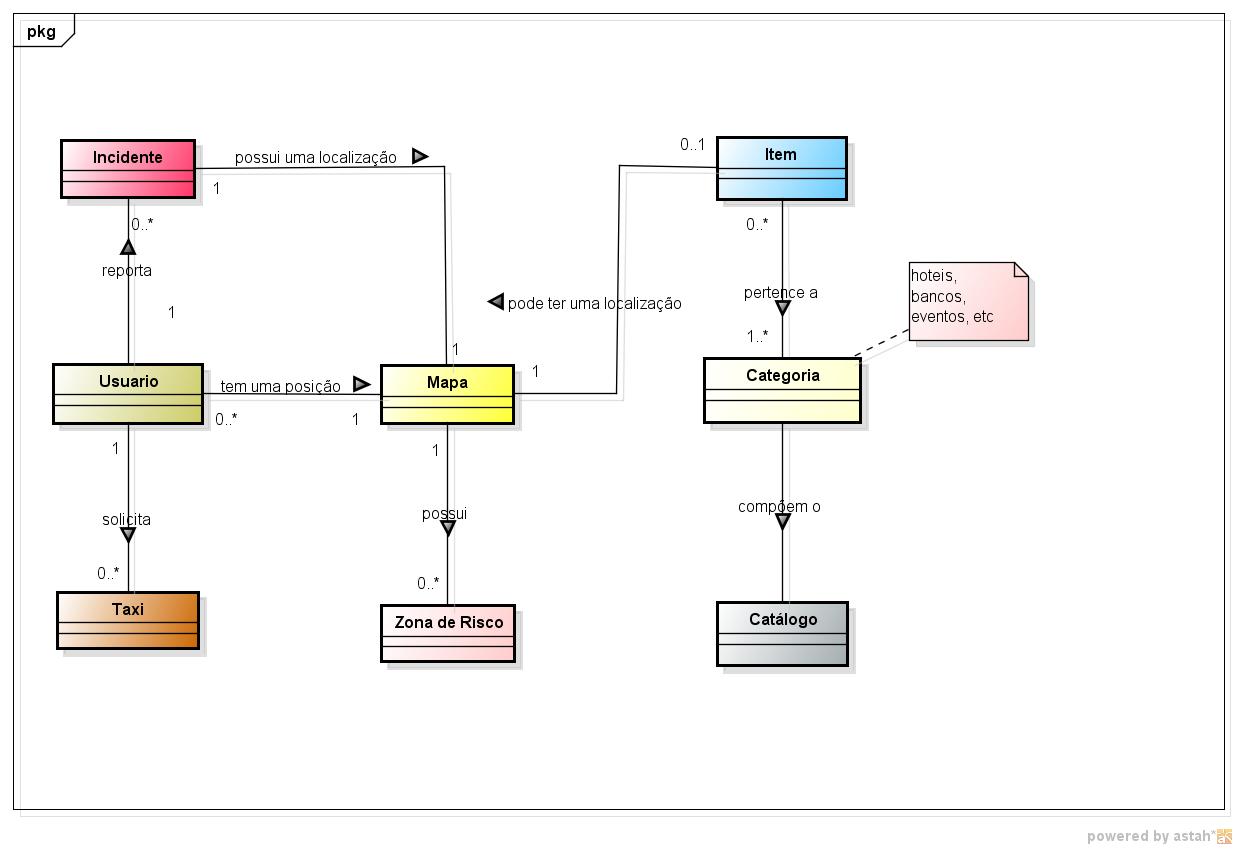 pkg
Incidente
possui uma localização
1
0..1
Item
0..*
0..*
reporta
hoteis,
bancos,
eventos, etc
pertence a
pode ter uma localização
1
1..*
1
Usuario
tem uma posição
Mapa
1
Categoria
0..*
1
1
1
solicita
possui
compõem o
0..*
0..*
Taxi
Zona de Risco
Catálogo
powered by astah*